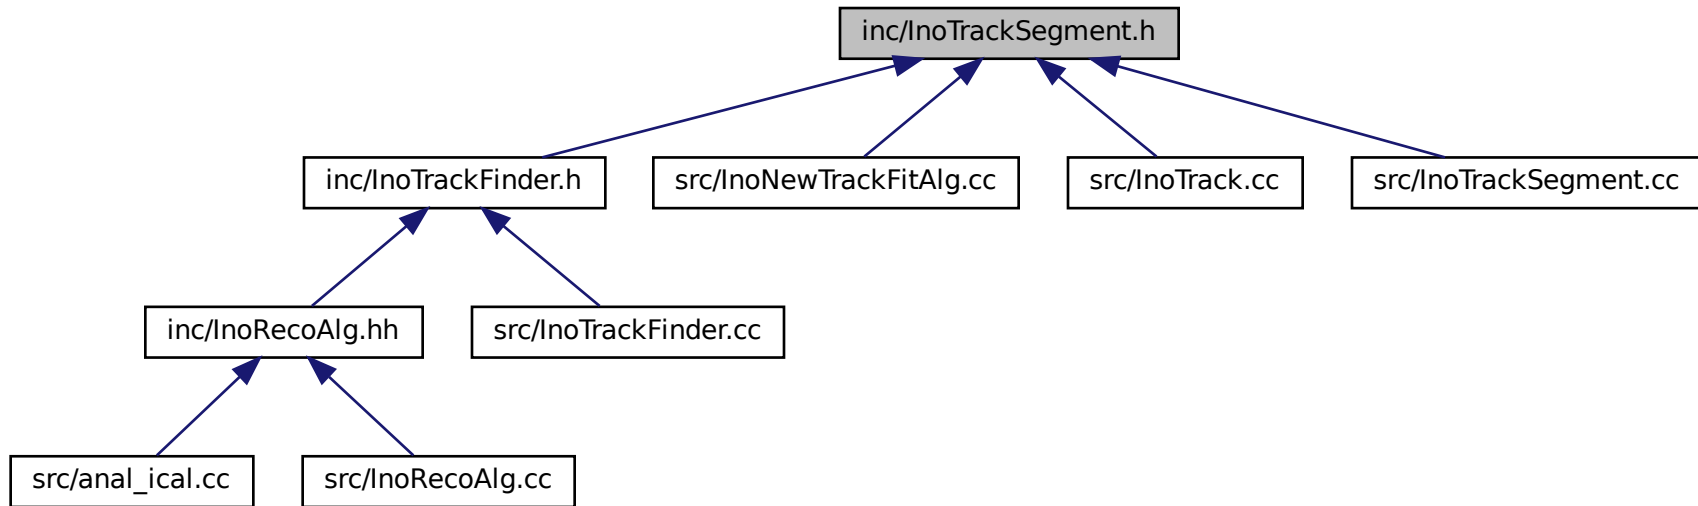 inc/InoTrackSegment.h
inc/InoTrackFinder.h
src/InoNewTrackFitAlg.cc
src/InoTrack.cc
src/InoTrackSegment.cc
inc/InoRecoAlg.hh
src/InoTrackFinder.cc
src/anal_ical.cc
src/InoRecoAlg.cc